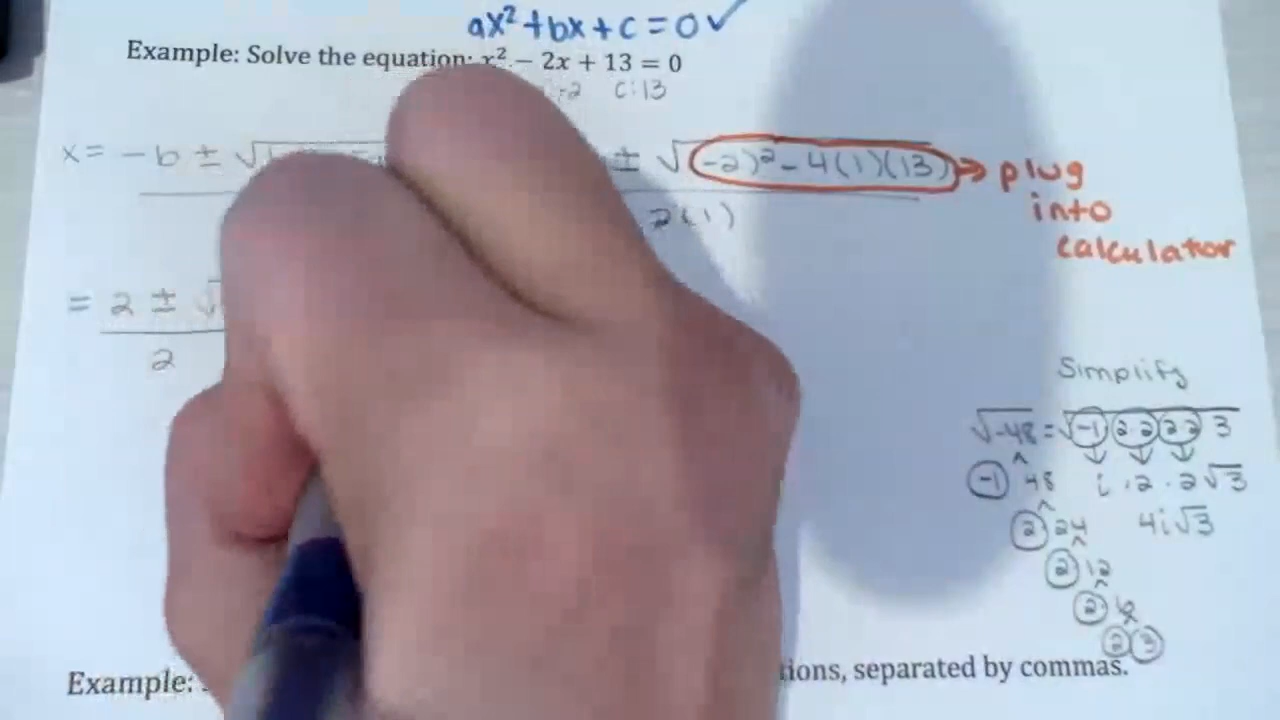 ax² + bx + c = 0 ✓
Example: Solve the equation: x² − 2x + 13 = 0
-2 c:13
x = -b ± √
± √(-2)² - 4(1)(13) → plug
2(1)
into
calculator
= 2 ± √
2
Simplify
√-48 = √-1 2·2 2·2 3
-1 48 i · 2 · 2√3
2 24 4i√3
2 12
2 6
2 3
Example:
tions, separated by commas.